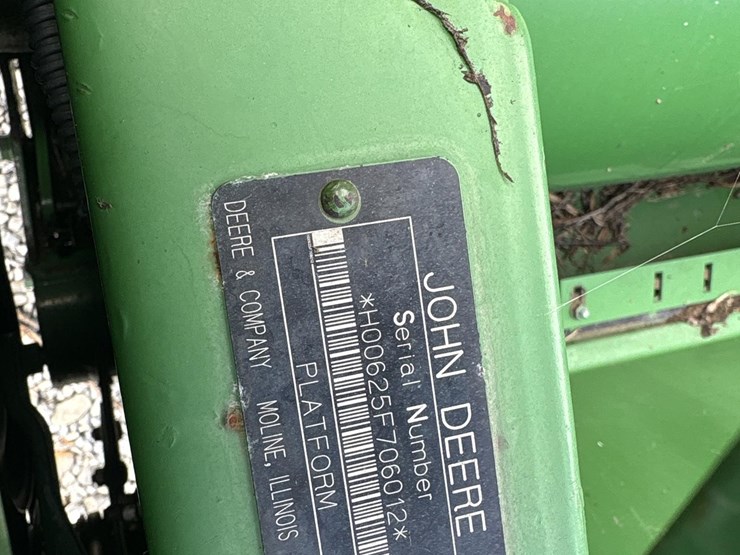 JOHN DEERE
Serial Number
*H00625F706012*
PLATFORM
DEERE & COMPANY MOLINE, ILLINOIS